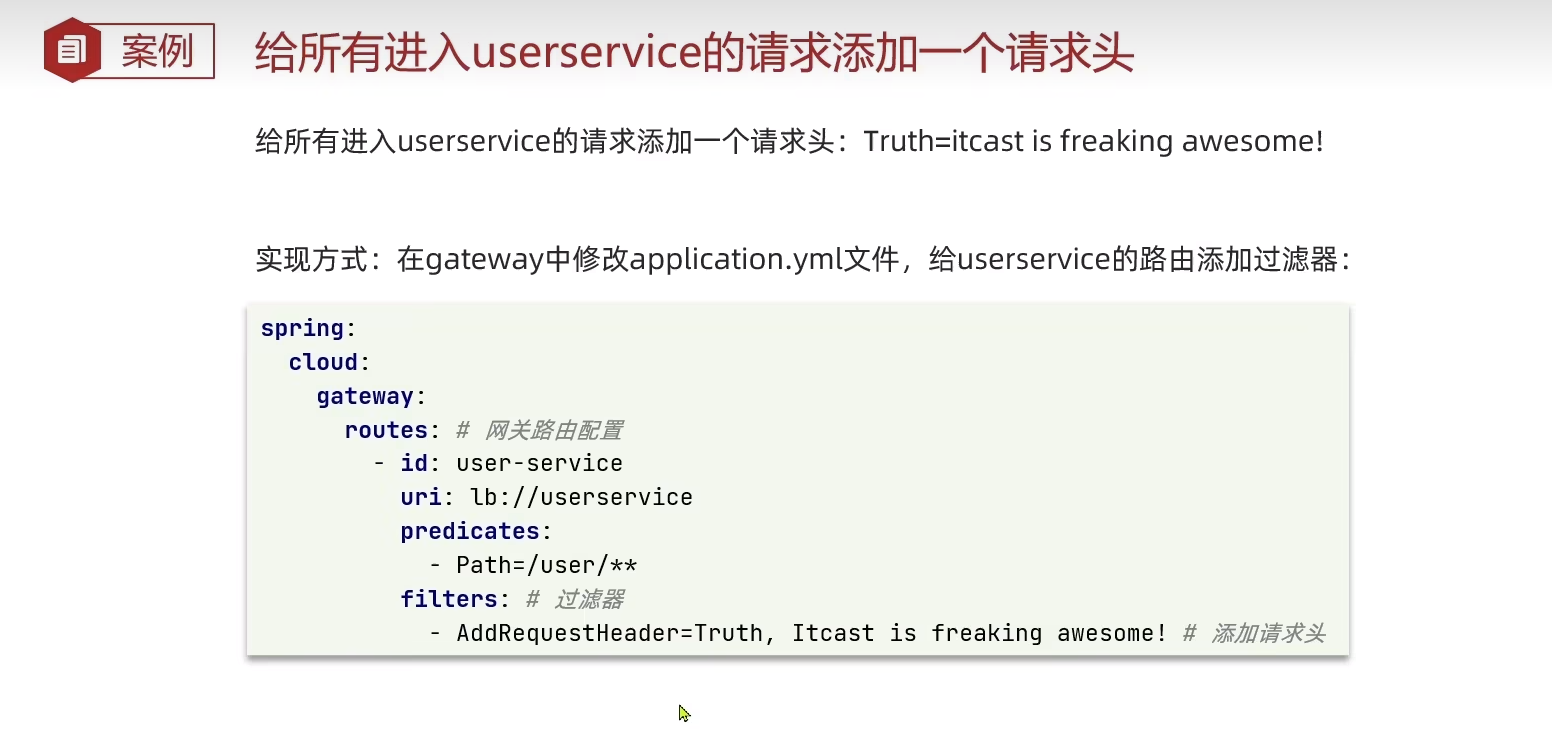 案例
给所有进入userservice的请求添加一个请求头
给所有进入userservice的请求添加一个请求头：Truth=itcast is freaking awesome!
实现方式：在gateway中修改application.yml文件，给userservice的路由添加过滤器：
spring:
  cloud:
    gateway:
      routes: # 网关路由配置
        - id: user-service
          uri: lb://userservice
          predicates:
            - Path=/user/**
          filters: # 过滤器
            - AddRequestHeader=Truth, Itcast is freaking awesome! # 添加请求头